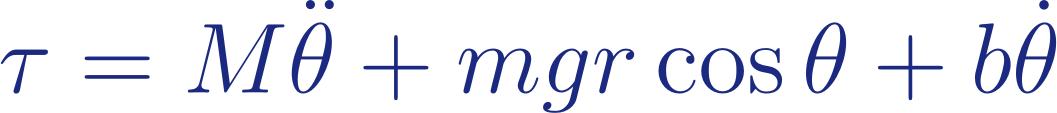 τ = Mθ̈ + mgr cos θ + bθ̇